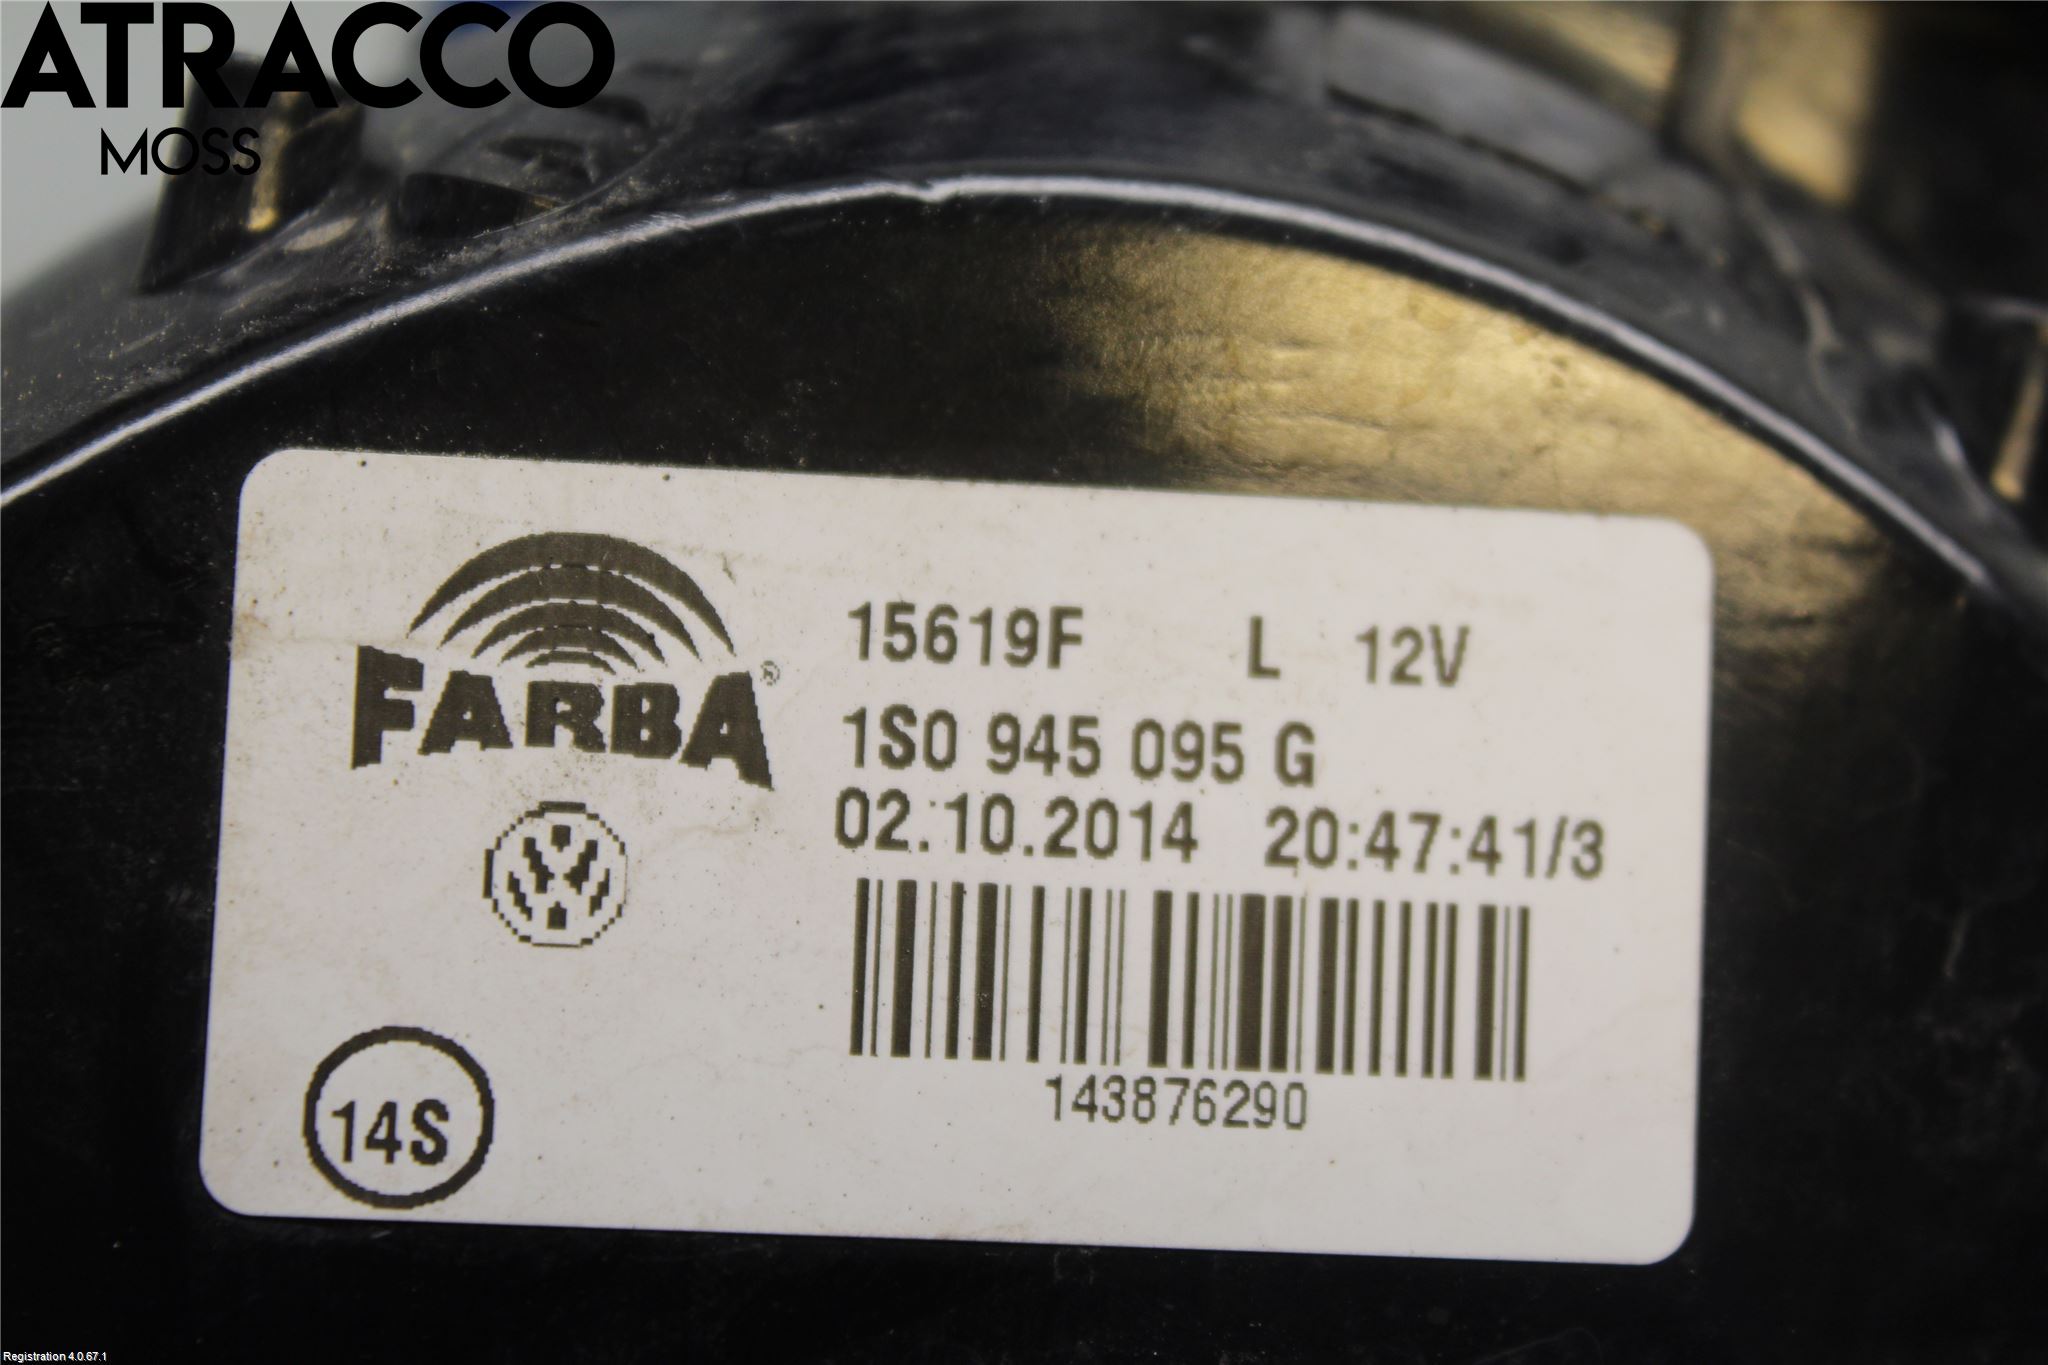 ATRACCO
MOSS
FARBA®
15619F L 12V
1S0 945 095 G
02.10.2014 20:47:41/3
143876290
14S
Registration 4.0.67.1